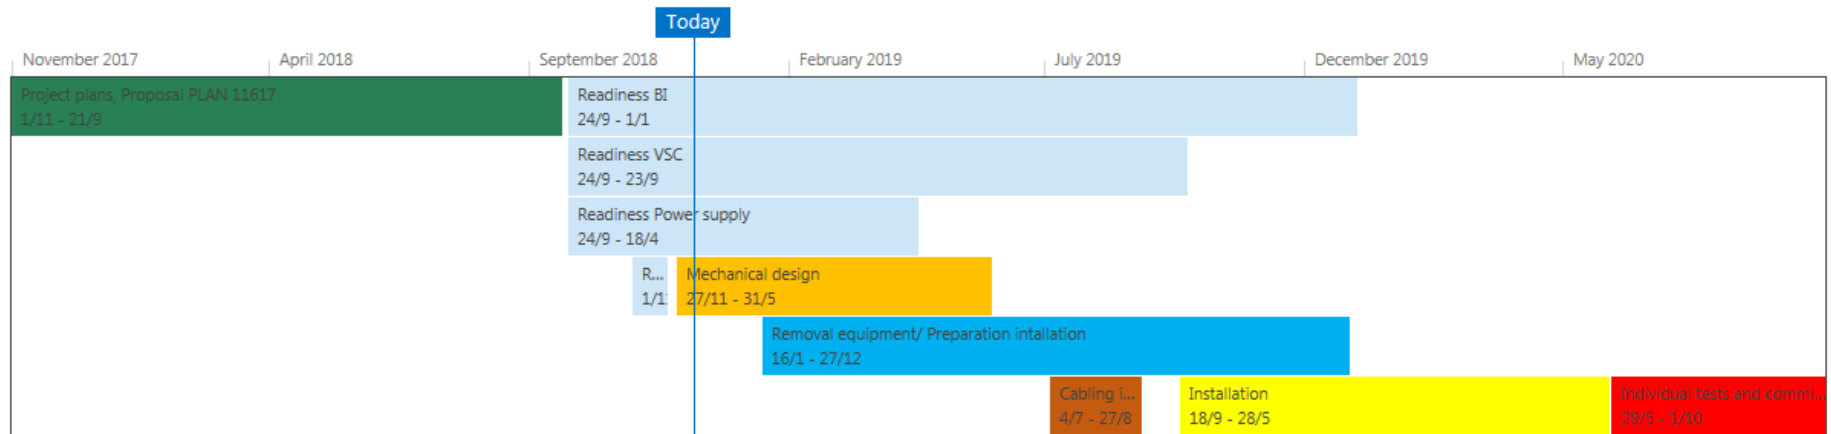 Today
November 2017
April 2018
September 2018
February 2019
July 2019
December 2019
May 2020
Project plans, Proposal PLAN 11617
1/11 - 21/9
Readiness BI
24/9 - 1/1
Readiness VSC
24/9 - 23/9
Readiness Power supply
24/9 - 18/4
R...
1/1
Mechanical design
27/11 - 31/5
Removal equipment/ Preparation intallation
16/1 - 27/12
Cabling i...
4/7 - 27/8
Installation
18/9 - 28/5
Individual tests and commi...
29/5 - 1/10